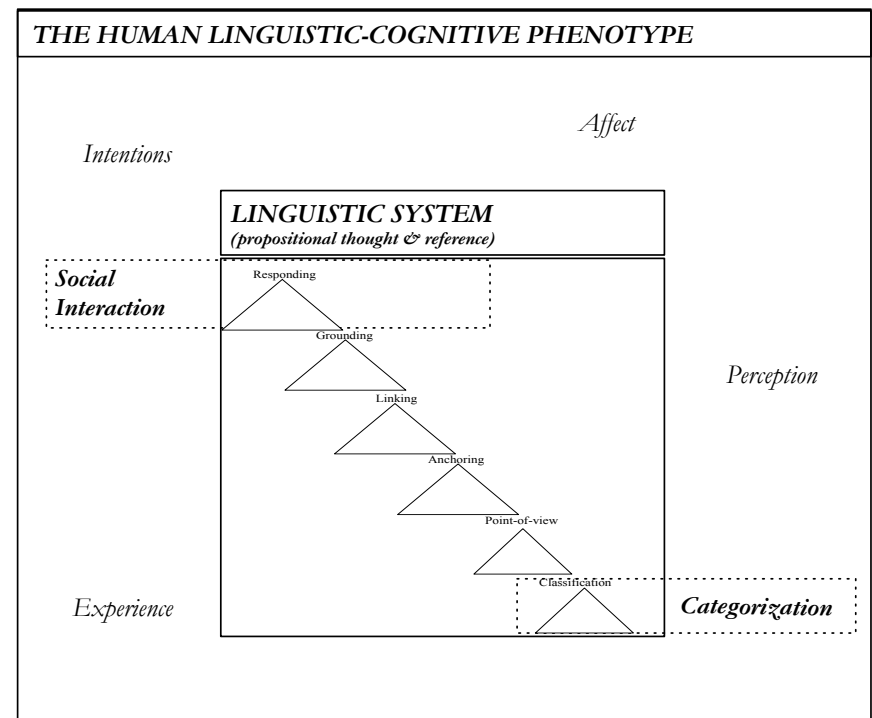 THE HUMAN LINGUISTIC-COGNITIVE PHENOTYPE
Affect
Intentions
LINGUISTIC SYSTEM
(propositional thought & reference)
Social
Interaction
Responding
Grounding
Linking
Perception
Anchoring
Point-of-view
Classification
Experience
Categorization